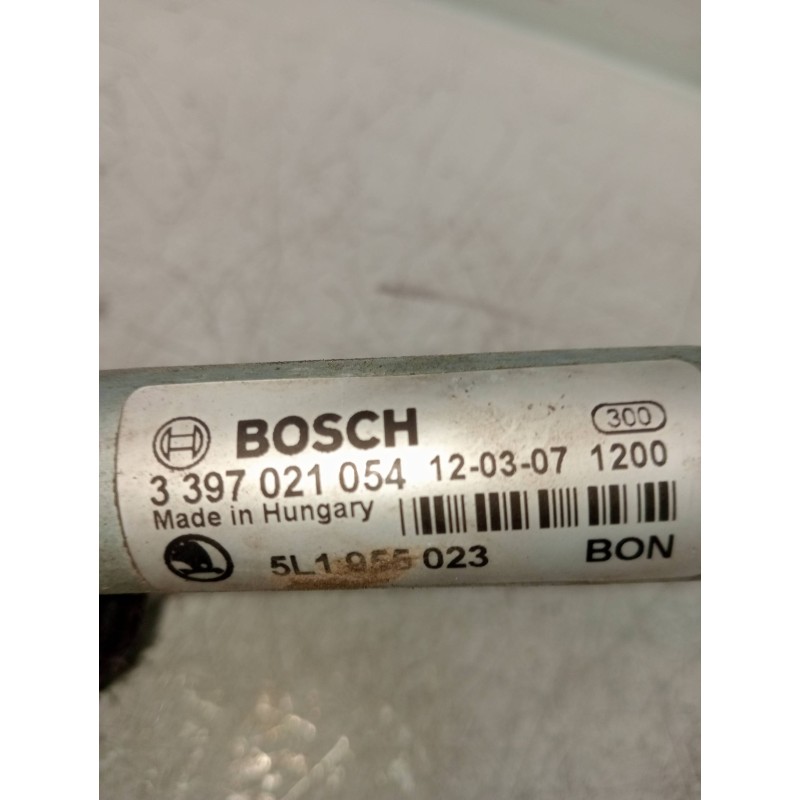 BOSCH 300
3 397 021 054 12-03-07 1200
Made in Hungary
5L1 955 023 BON